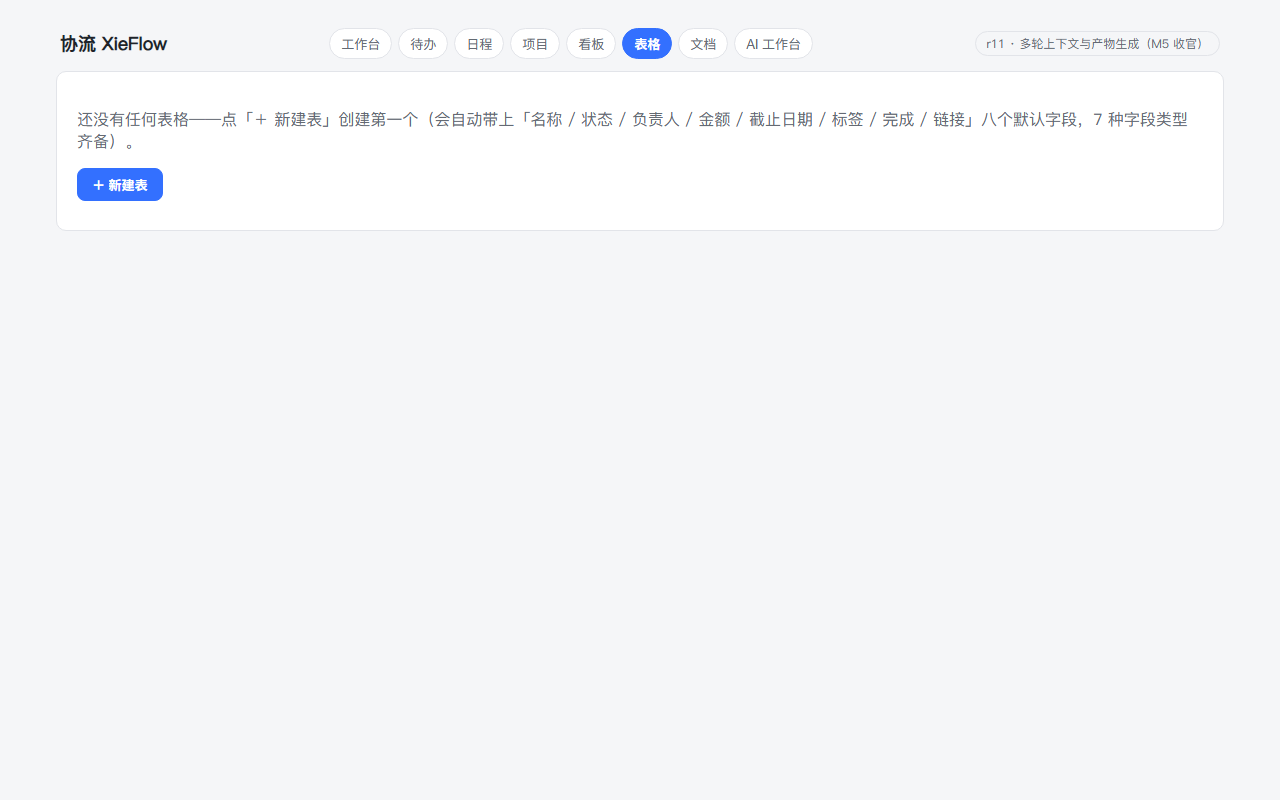 协流 XieFlow
工作台
待办
日程
项目
看板
表格
文档
AI 工作台
r11 · 多轮上下文与产物生成（M5 收官）
还没有任何表格——点「＋ 新建表」创建第一个（会自动带上「名称 / 状态 / 负责人 / 金额 / 截止日期 / 标签 / 完成 / 链接」八个默认字段，7 种字段类型
齐备）。
＋ 新建表